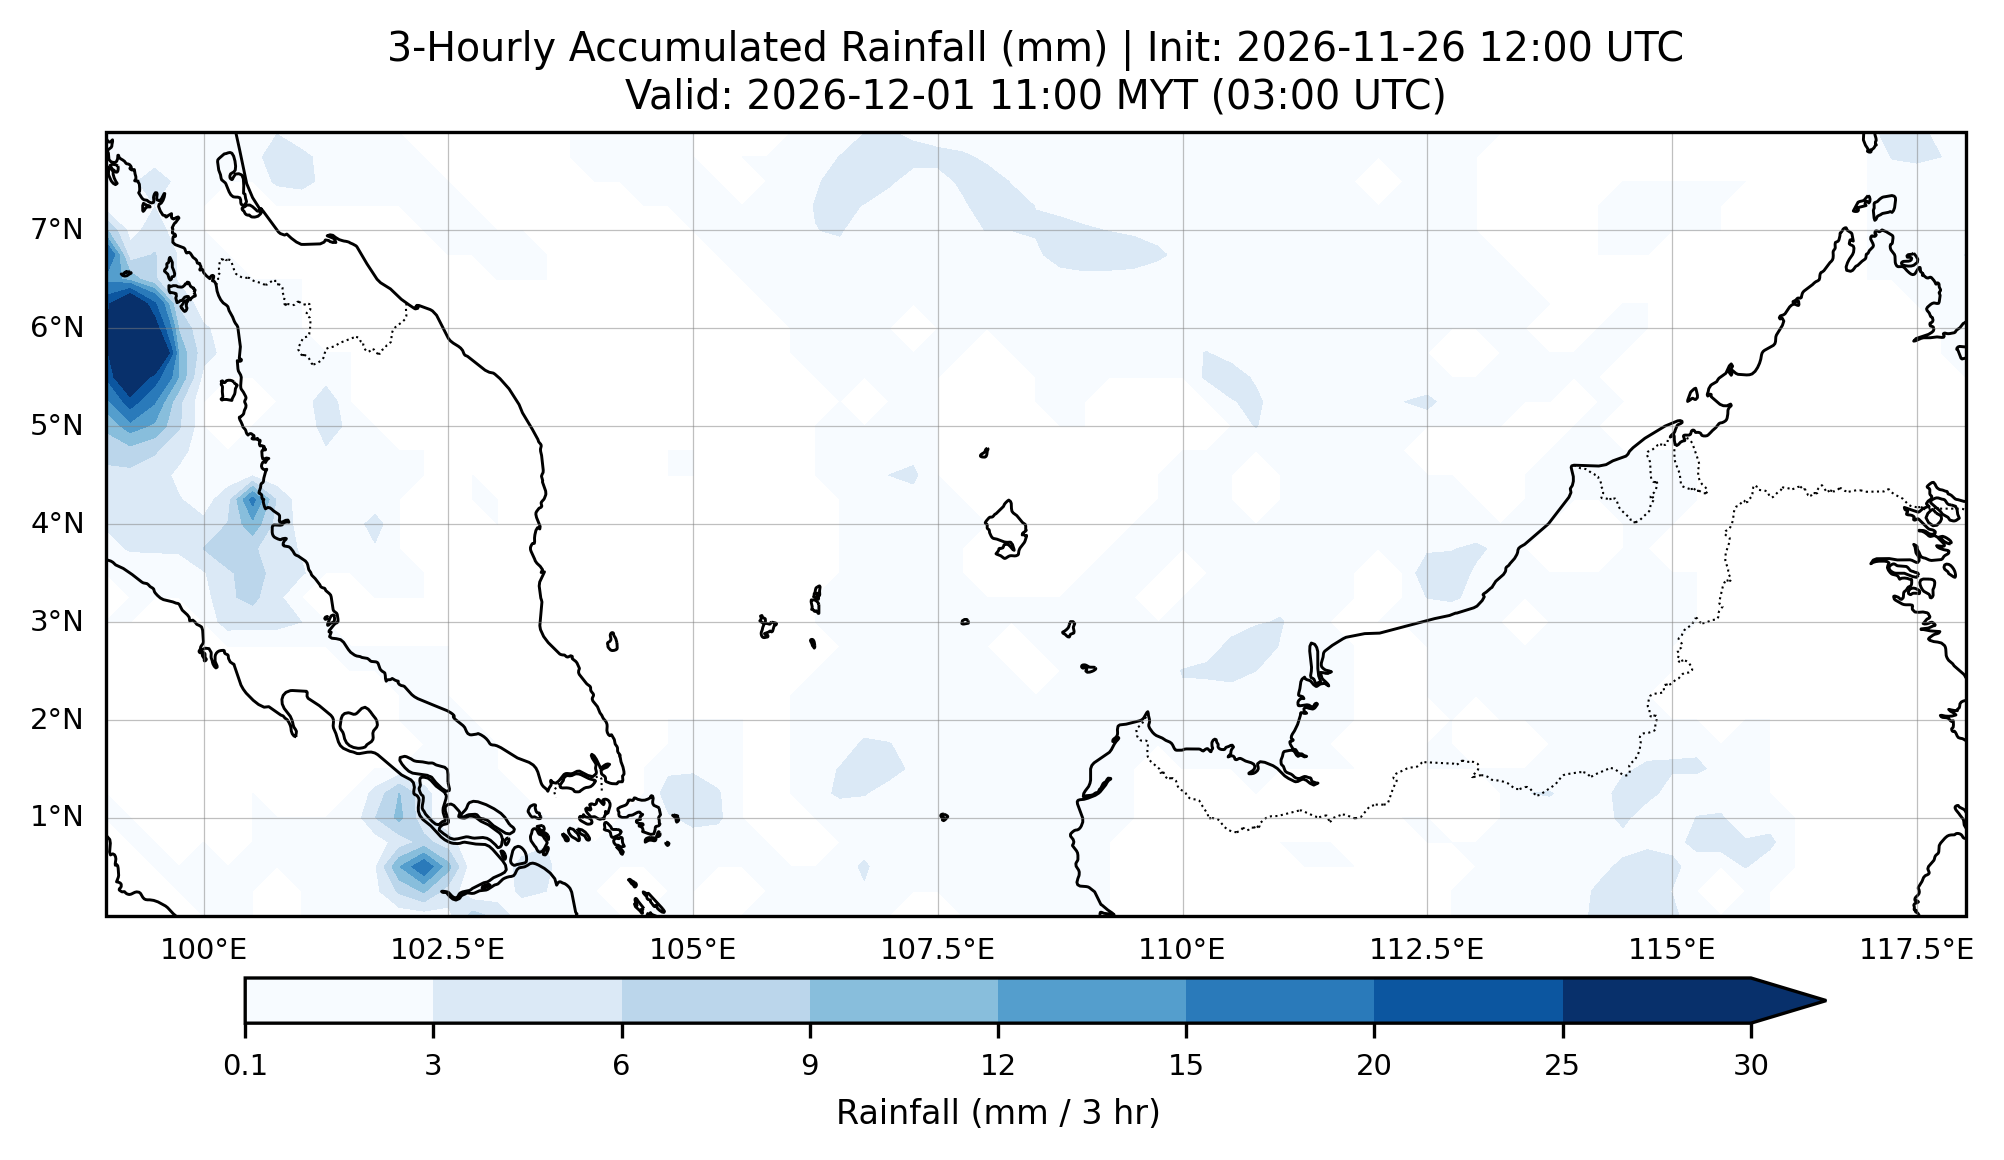 3-Hourly Accumulated Rainfall (mm) | Init: 2026-11-26 12:00 UTC
Valid: 2026-12-01 11:00 MYT (03:00 UTC)
7°N
6°N
5°N
4°N
3°N
2°N
1°N
100°E 102.5°E 105°E 107.5°E 110°E 112.5°E 115°E 117.5°E
0.1 3 6 9 12 15 20 25 30
Rainfall (mm / 3 hr)